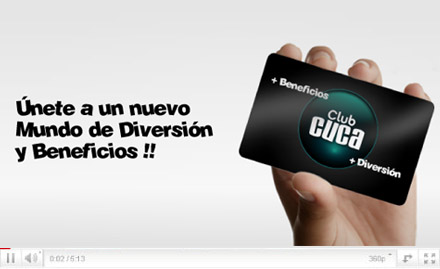 Únete a un nuevo
Mundo de Diversión
y Beneficios !!
+ Beneficios
Club
CUCA
+ Diversión
0:02 / 5:13
360p